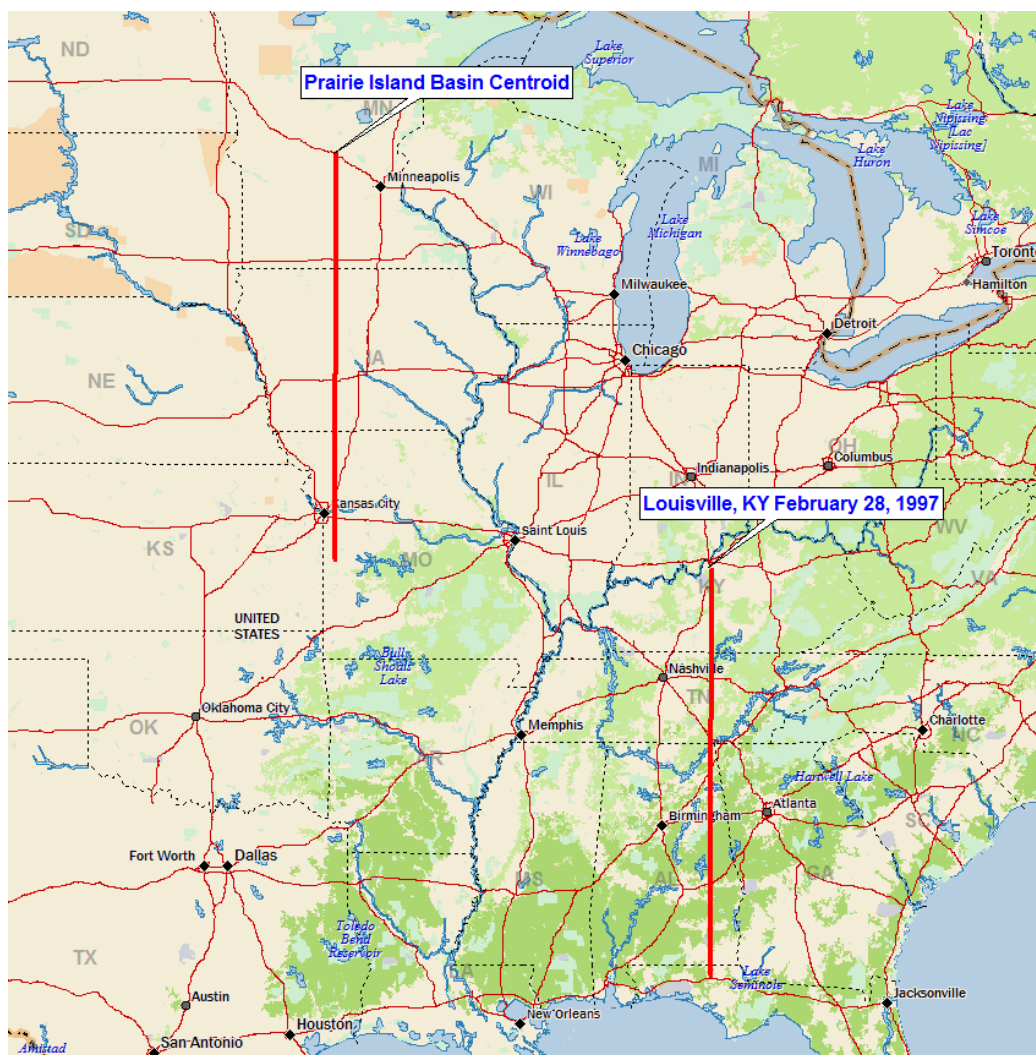 ND
Lake
Superior
Prairie Island Basin Centroid
MN
Lake
Nipissing
[Lac
Nipissing]
Lake
Huron
MI
Minneapolis
WI
SD
Lake
Winnebago
Lake
Michigan
Lake
Simcoe
Toronto
Hamilton
Milwaukee
Detroit
Chicago
IA
NE
OH
Columbus
Indianapolis
IL
IN
Louisville, KY February 28, 1997
Kansas City
Saint Louis
WV
KS
MO
KY
VA
UNITED
STATES
Bull
Shoals
Lake
Nashville
TN
Oklahoma City
OK
Memphis
Charlotte
NC
AR
Hartwell Lake
Atlanta
Birmingham
SC
Fort Worth
Dallas
MS
AL
GA
Toledo
Bend
Reservoir
TX
LA
Lake
Seminole
Jacksonville
Austin
New Orleans
Houston
San Antonio
Amistad